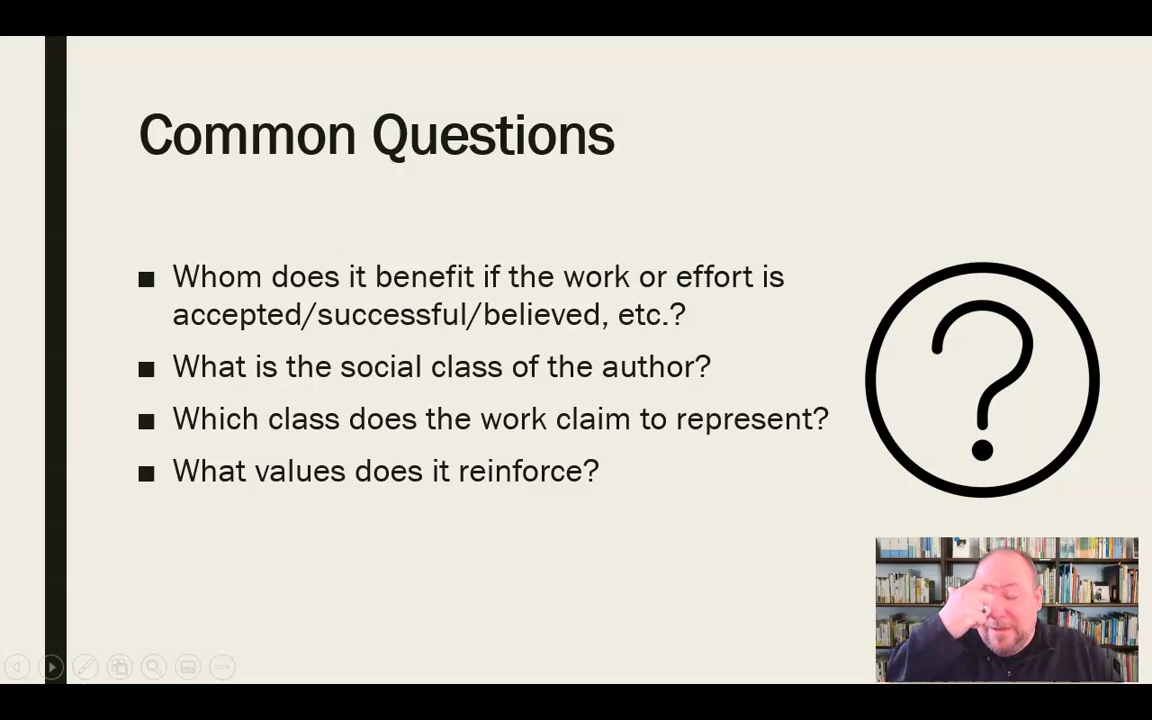 Common Questions
Whom does it benefit if the work or effort is
accepted/successful/believed, etc.?
What is the social class of the author?
Which class does the work claim to represent?
What values does it reinforce?